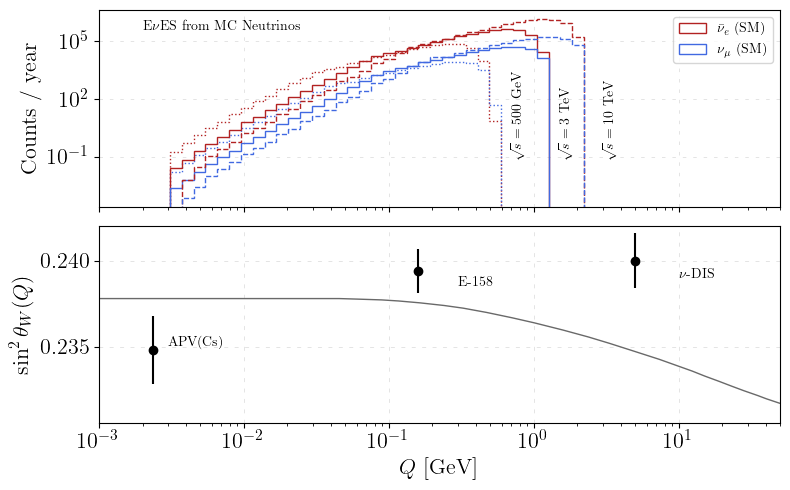 EνES from MC Neutrinos
ν̄_e (SM)
ν_μ (SM)
Counts / year
10^5
10^2
10^−1
√s = 500 GeV
√s = 3 TeV
√s = 10 TeV
sin² θ_W(Q)
0.240
0.235
APV(Cs)
E-158
ν-DIS
10^−3
10^−2
10^−1
10^0
10^1
Q [GeV]